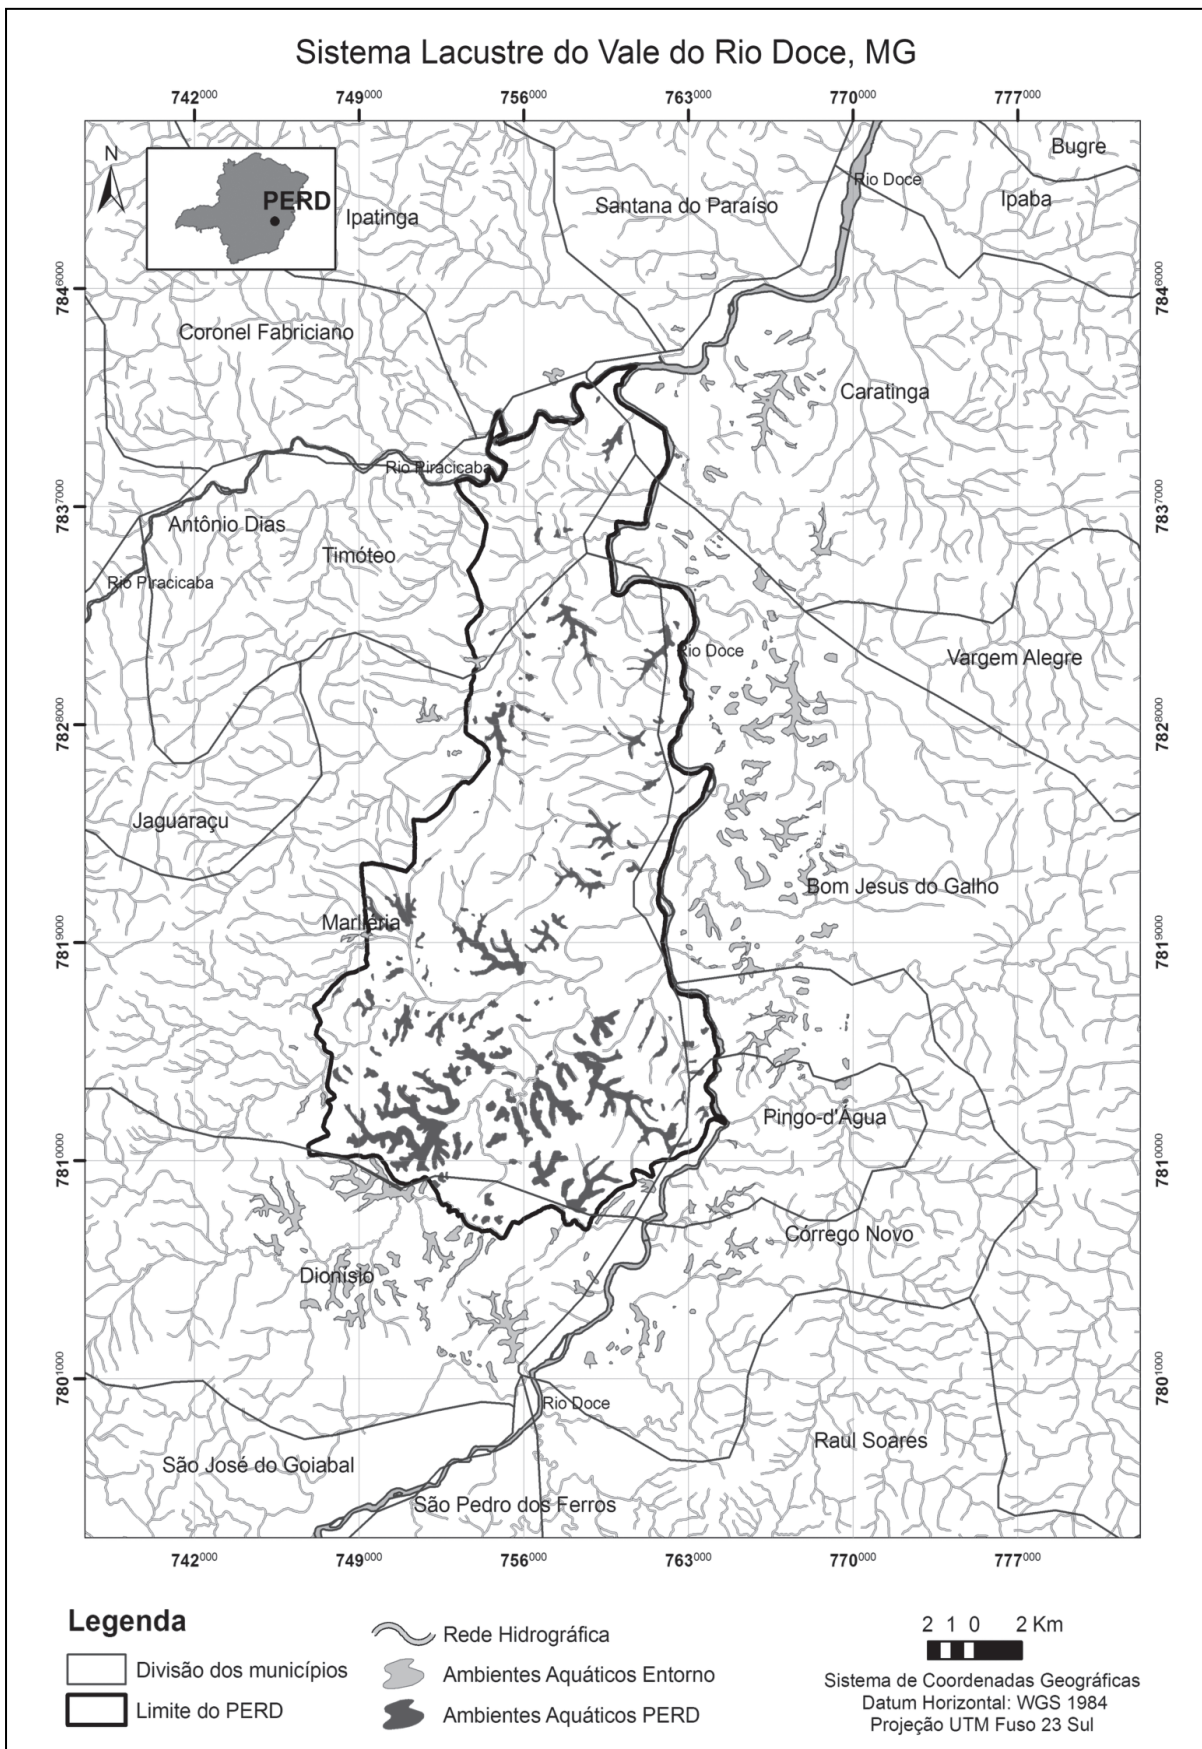 Sistema Lacustre do Vale do Rio Doce, MG
742000 749000 756000 763000 770000 777000
N
PERD
Bugre
Rio Doce
Ipaba
Santana do Paraíso
Ipatinga
7846000 7846000
Coronel Fabriciano
Caratinga
Rio Piracicaba
7837000 7837000
Antônio Dias
Timóteo
Rio Piracicaba
Rio Doce
Vargem Alegre
7828000 7828000
Jaguaraçu
Bom Jesus do Galho
Marliéria
7819000 7819000
Pingo-d'Água
7810000 7810000
Córrego Novo
Dionísio
7801000 7801000
Rio Doce
Raul Soares
São José do Goiabal
São Pedro dos Ferros
742000 749000 756000 763000 770000 777000
Legenda
Divisão dos municípios
Limite do PERD
Rede Hidrográfica
Ambientes Aquáticos Entorno
Ambientes Aquáticos PERD
2 1 0 2 Km
Sistema de Coordenadas Geográficas
Datum Horizontal: WGS 1984
Projeção UTM Fuso 23 Sul